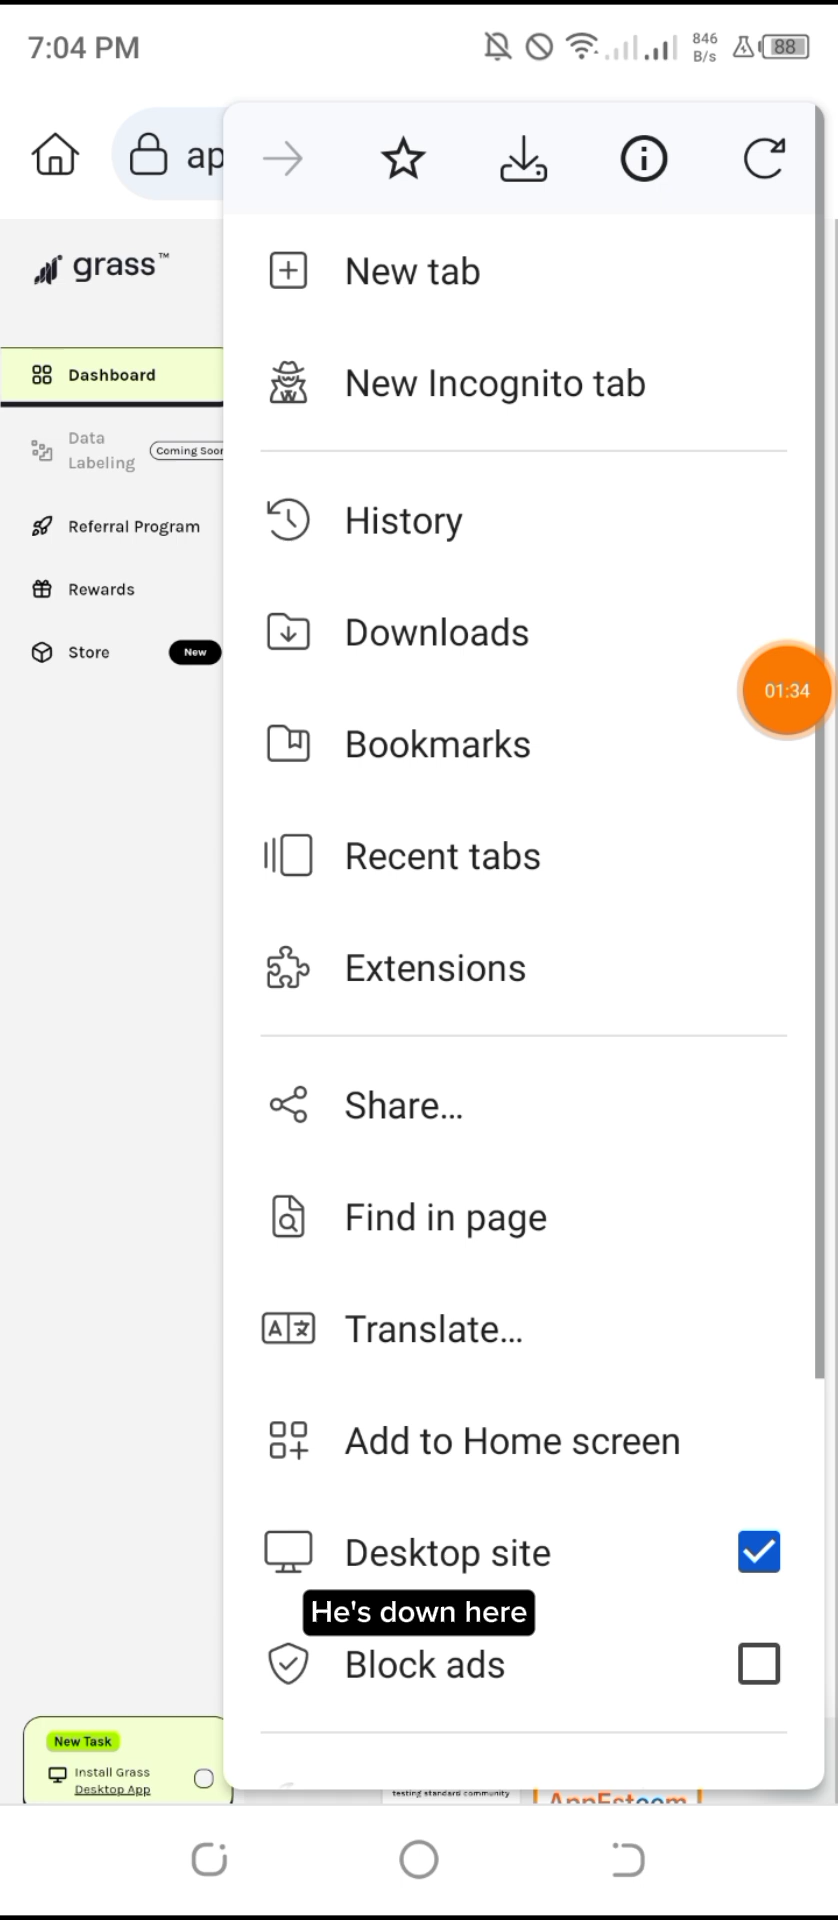 7:04 PM
846
B/s
88
ap
grass™
New tab
Dashboard
New Incognito tab
Data
Labeling
Coming Soon
Referral Program
History
Rewards
Downloads
Store
New
01:34
Bookmarks
Recent tabs
Extensions
Share...
Find in page
Translate...
Add to Home screen
Desktop site
He's down here
Block ads
New Task
Install Grass
Desktop App
testing standard community
AppEsteem